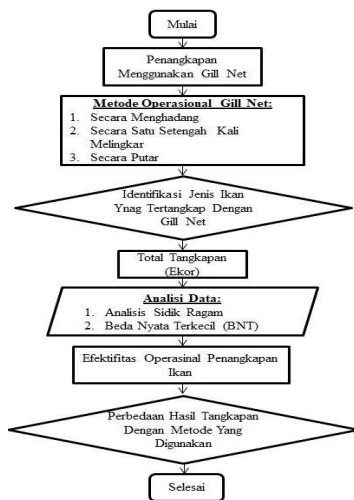 Mulai
Penangkapan
Menggunakan Gill Net
Metode Operasional Gill Net:
1. Secara Menghadang
2. Secara Satu Setengah Kali
Melingkar
3. Secara Putar
Identifikasi Jenis Ikan
Ynag Tertangkap Dengan
Gill Net
Total Tangkapan
(Ekor)
Analisi Data:
1. Analisis Sidik Ragam
2. Beda Nyata Terkecil (BNT)
Efektifitas Operasinal Penangkapan
Ikan
Perbedaan Hasil Tangkapan
Dengan Metode Yang
Digunakan
Selesai